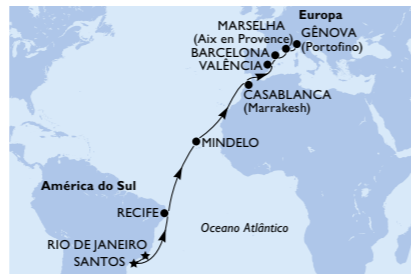 MARSELHA
(Aix en Provence)
Europa
GÊNOVA
(Portofino)
BARCELONA
VALÊNCIA
CASABLANCA
(Marrakesh)
MINDELO
América do Sul
RECIFE
Oceano Atlântico
RIO DE JANEIRO
SANTOS